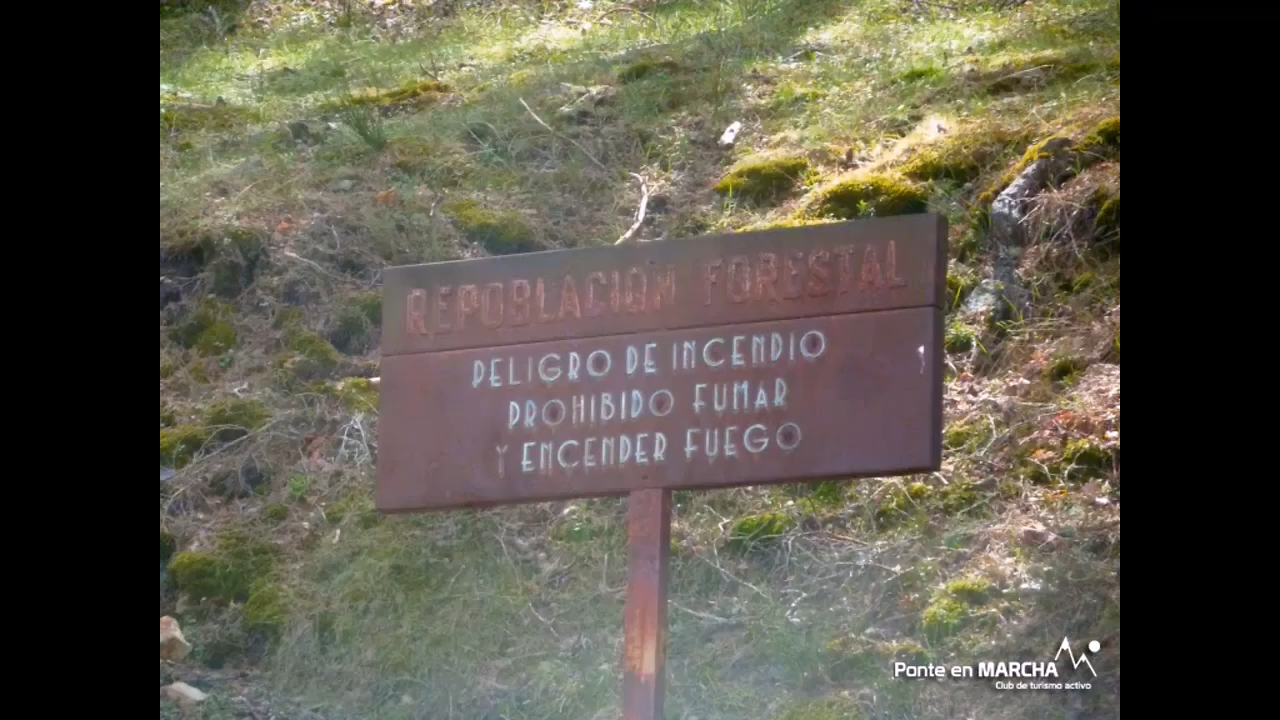 REPOBLACION FORESTAL
PELIGRO DE INCENDIO
PROHIBIDO FUMAR
Y ENCENDER FUEGO
Ponte en MARCHA
Club de turismo activo